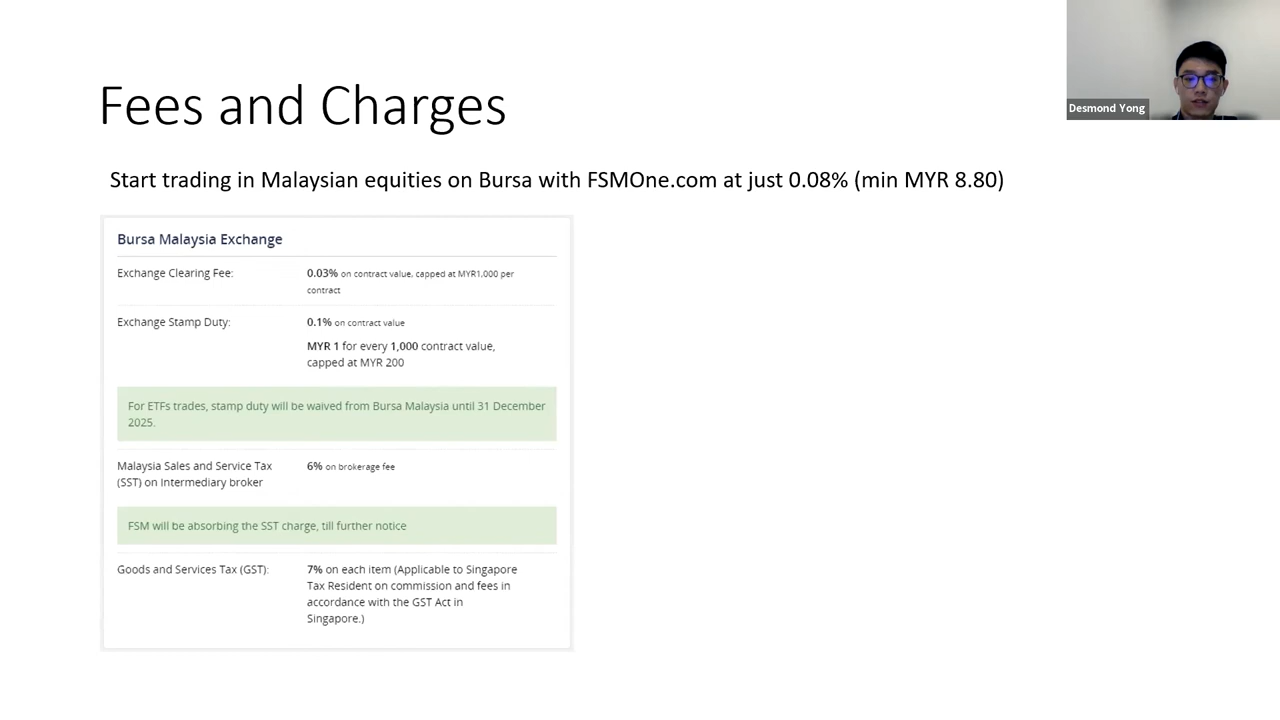 Desmond Yong
Fees and Charges
Start trading in Malaysian equities on Bursa with FSMOne.com at just 0.08% (min MYR 8.80)
Bursa Malaysia Exchange
Exchange Clearing Fee:
0.03% on contract value, capped at MYR1,000 per
contract
Exchange Stamp Duty:
0.1% on contract value
MYR 1 for every 1,000 contract value,
capped at MYR 200
For ETFs trades, stamp duty will be waived from Bursa Malaysia until 31 December
2025.
Malaysia Sales and Service Tax
(SST) on Intermediary broker
6% on brokerage fee
FSM will be absorbing the SST charge, till further notice
Goods and Services Tax (GST):
7% on each item (Applicable to Singapore
Tax Resident on commission and fees in
accordance with the GST Act in
Singapore.)